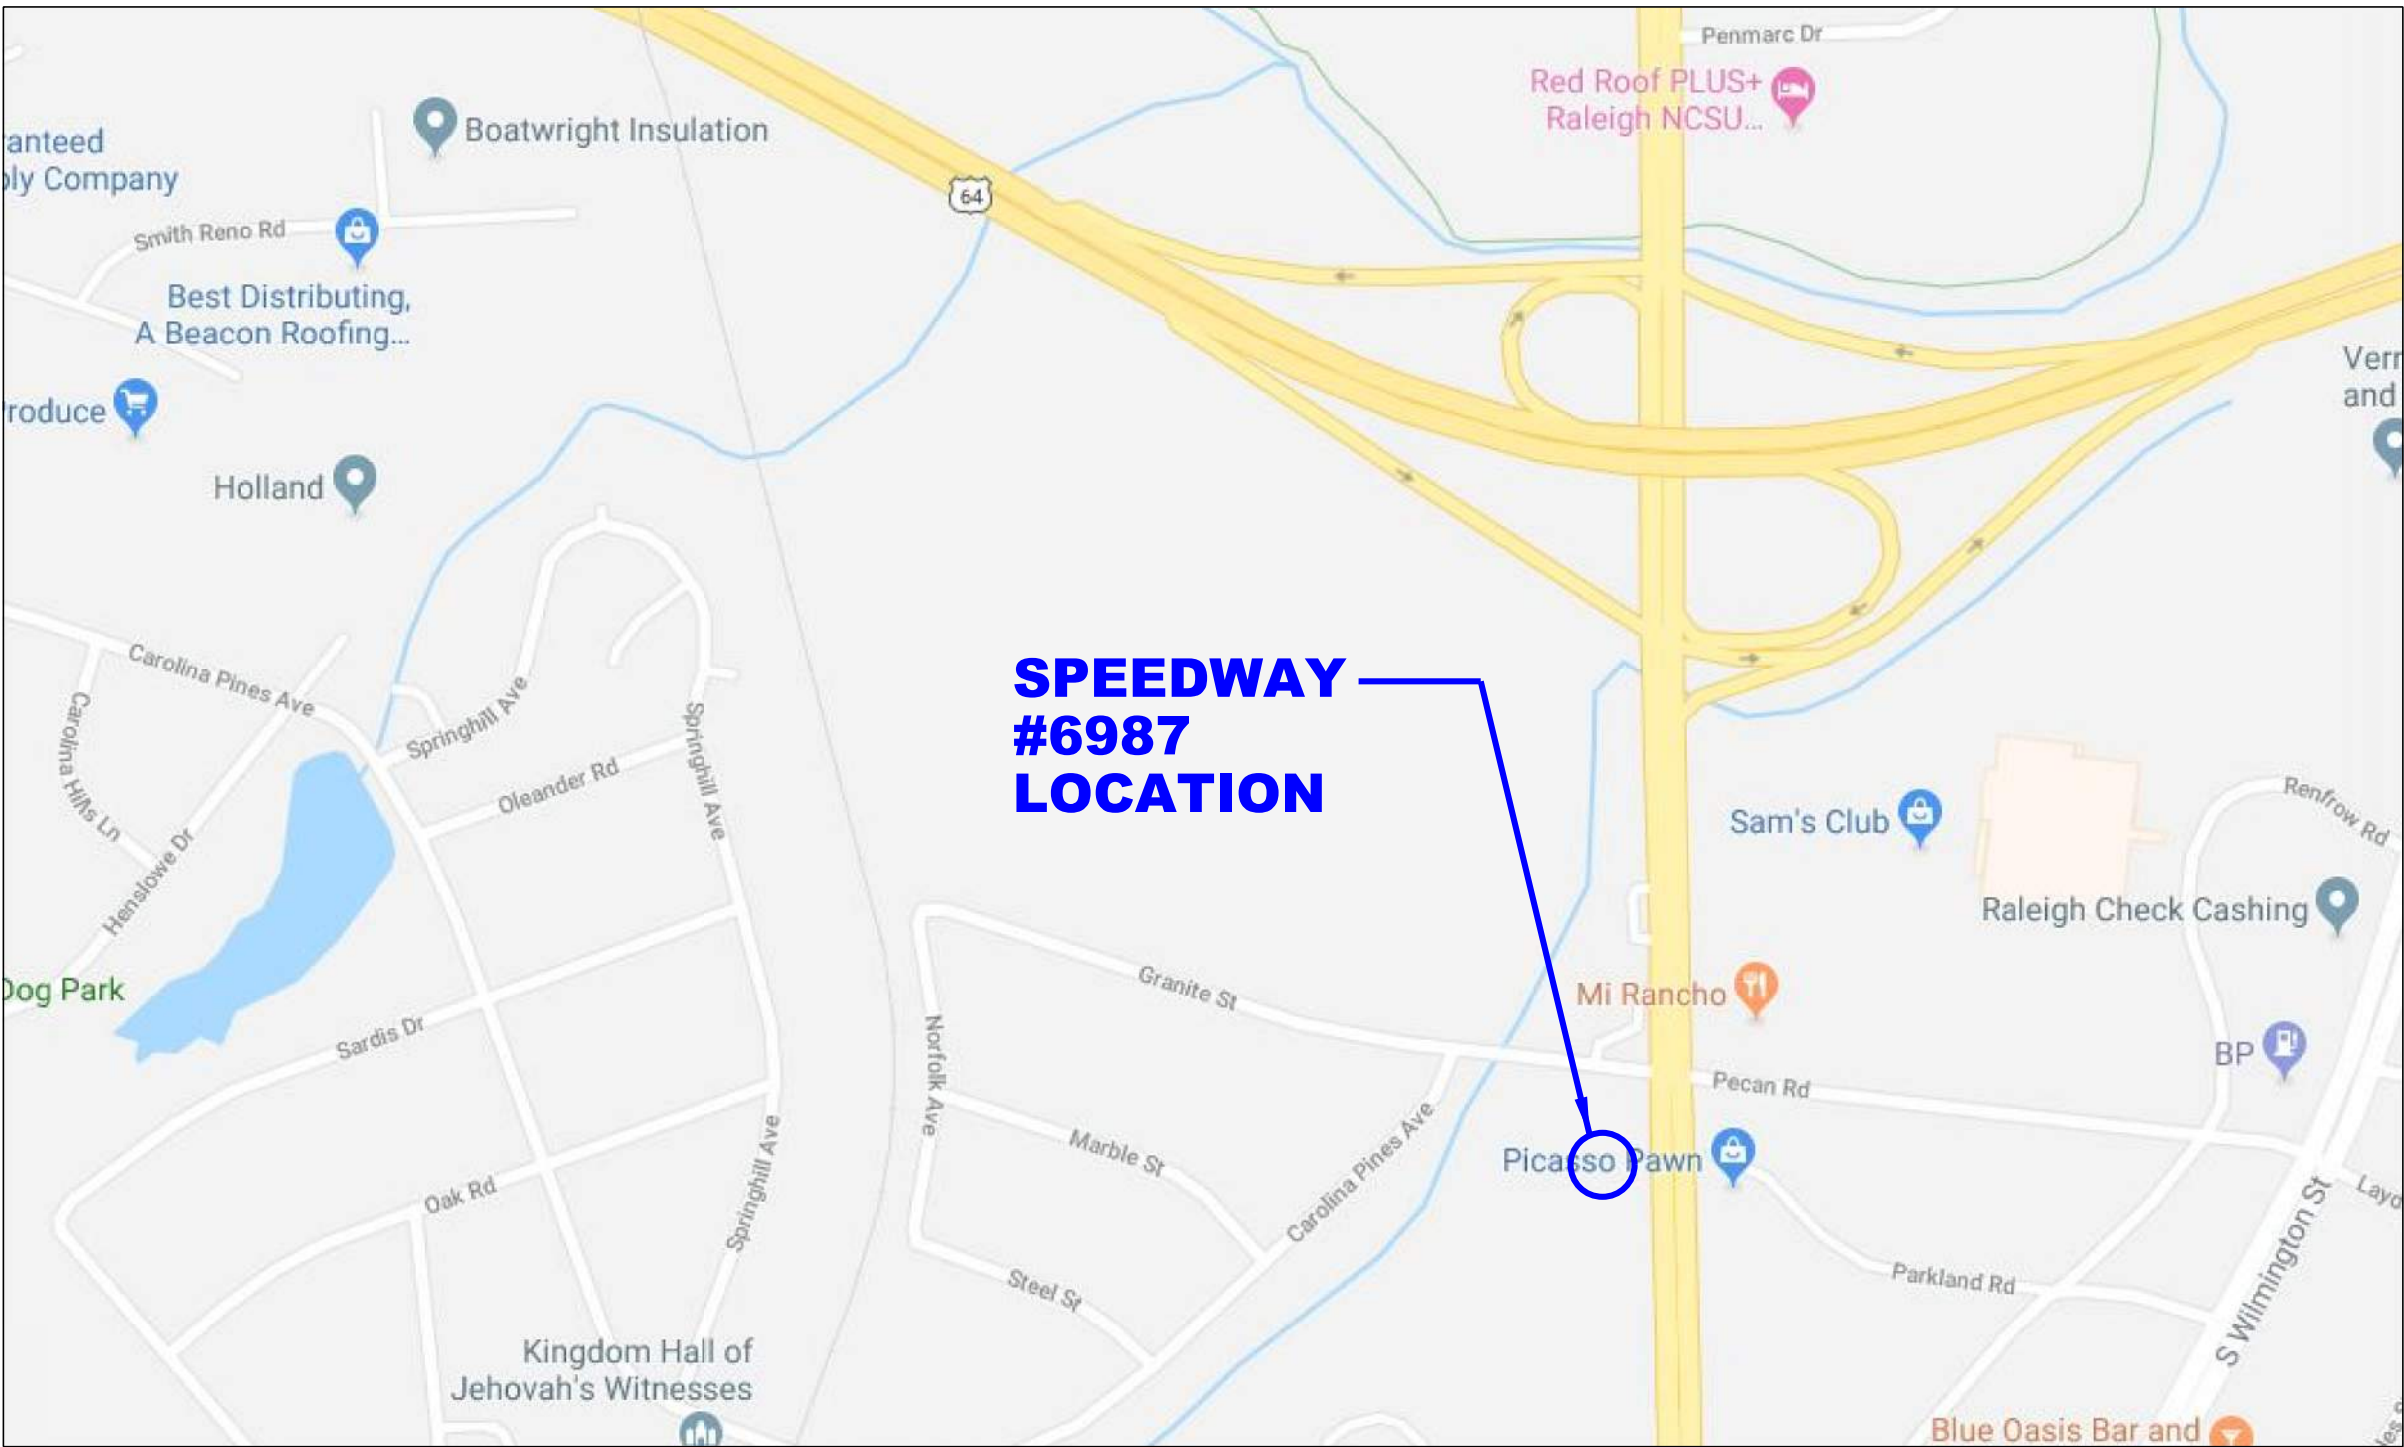 Penmarc Dr
Red Roof PLUS+
Raleigh NCSU...
Boatwright Insulation
ranteed
ply Company
64
Smith Reno Rd
Best Distributing,
A Beacon Roofing...
Verr
and
roduce
Holland
Carolina Pines Ave
Springhill Ave
Springhill Ave
Carolina Hills Ln
Oleander Rd
Henslowe Dr
SPEEDWAY
#6987
LOCATION
Sam's Club
Renfrow Rd
Raleigh Check Cashing
Dog Park
Granite St
Mi Rancho
Sardis Dr
Norfolk Ave
BP
Pecan Rd
Marble St
Carolina Pines Ave
Picasso Pawn
Oak Rd
Springhill Ave
Layo
Steel St
Parkland Rd
S Wilmington St
Kingdom Hall of
Jehovah's Witnesses
Blue Oasis Bar and